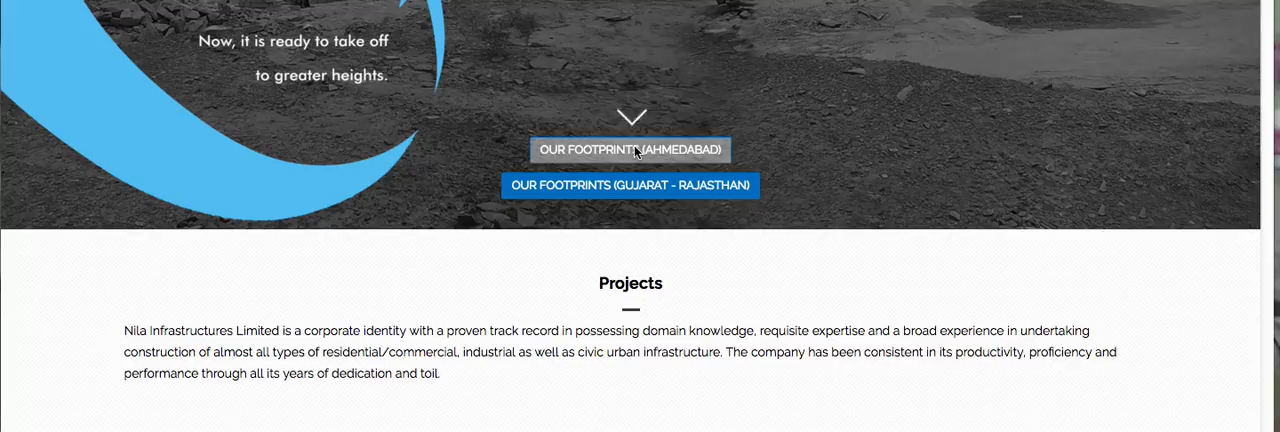 Now, it is ready to take off
to greater heights.
OUR FOOTPRINTS (AHMEDABAD)
OUR FOOTPRINTS (GUJARAT - RAJASTHAN)
Projects
Nila Infrastructures Limited is a corporate identity with a proven track record in possessing domain knowledge, requisite expertise and a broad experience in undertaking
construction of almost all types of residential/commercial, industrial as well as civic urban infrastructure. The company has been consistent in its productivity, proficiency and
performance through all its years of dedication and toil.